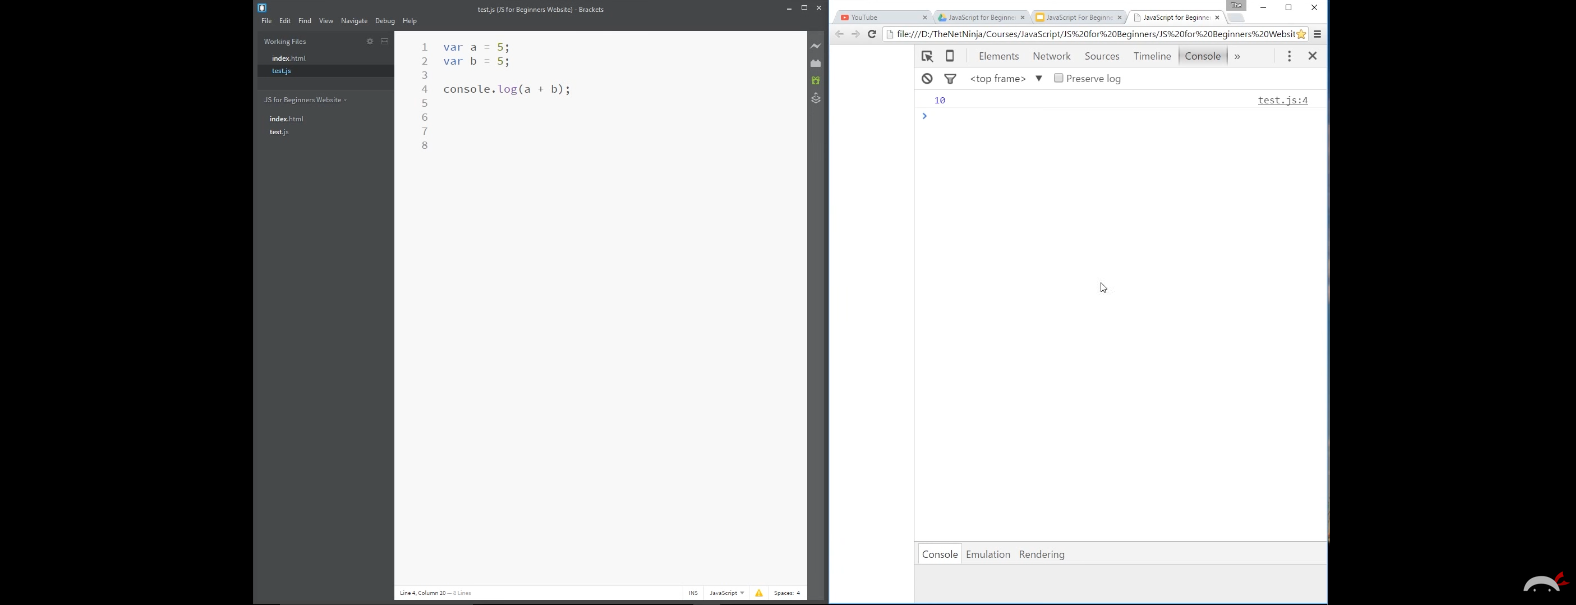 test.js (JS for Beginners Website) - Brackets
File Edit Find View Navigate Debug Help
Working Files
index.html
test.js
JS for Beginners Website
index.html
test.js
1 var a = 5;
2 var b = 5;
3
4 console.log(a + b);
5
6
7
8
Line 4, Column 20 — 8 Lines
INS JavaScript Spaces: 4
YouTube JavaScript for Beginne JavaScript For Beginne JavaScript for Beginne The
file:///D:/TheNetNinja/Courses/JavaScript/JS%20for%20Beginners/JS%20for%20Beginners%20Websit
Elements Network Sources Timeline Console »
<top frame> ▼ Preserve log
10 test.js:4
>
Console Emulation Rendering